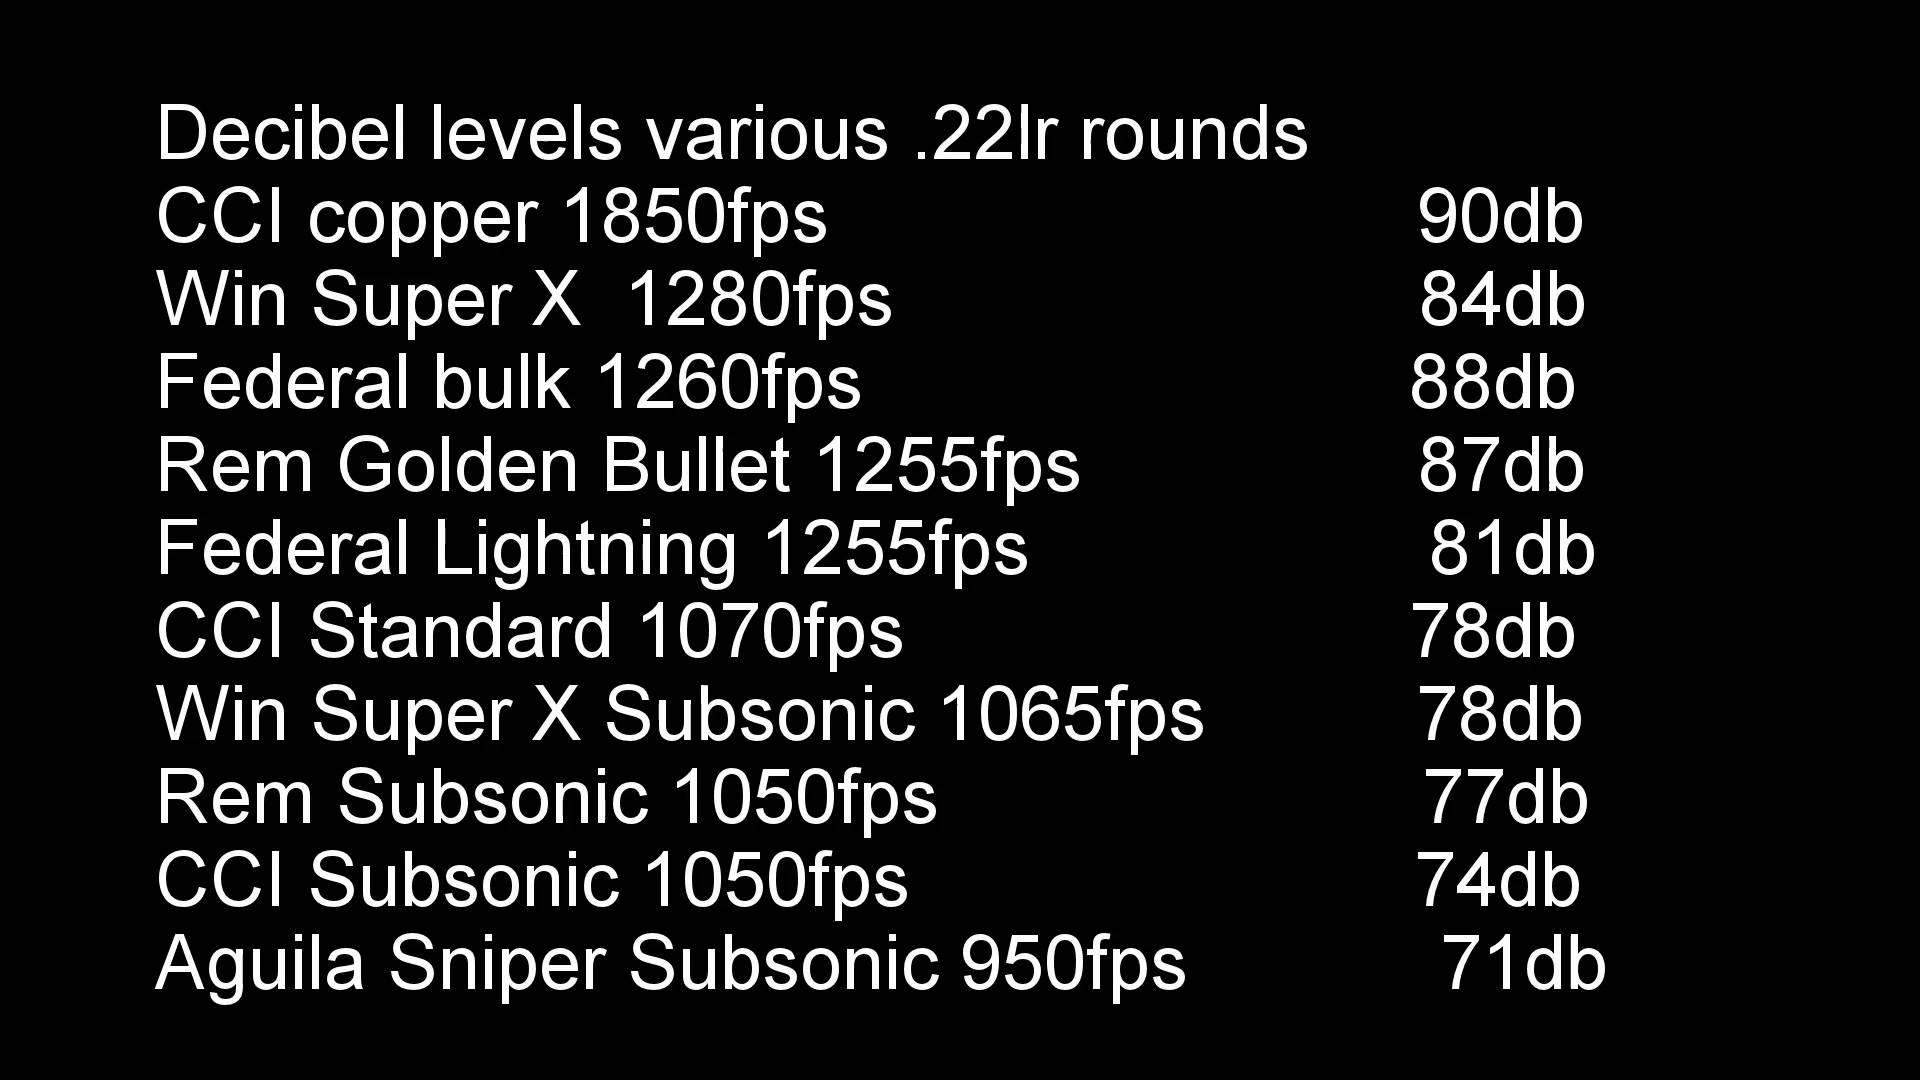 Decibel levels various .22lr rounds
CCI copper 1850fps 90db
Win Super X  1280fps 84db
Federal bulk 1260fps 88db
Rem Golden Bullet 1255fps 87db
Federal Lightning 1255fps 81db
CCI Standard 1070fps 78db
Win Super X Subsonic 1065fps 78db
Rem Subsonic 1050fps 77db
CCI Subsonic 1050fps 74db
Aguila Sniper Subsonic 950fps 71db